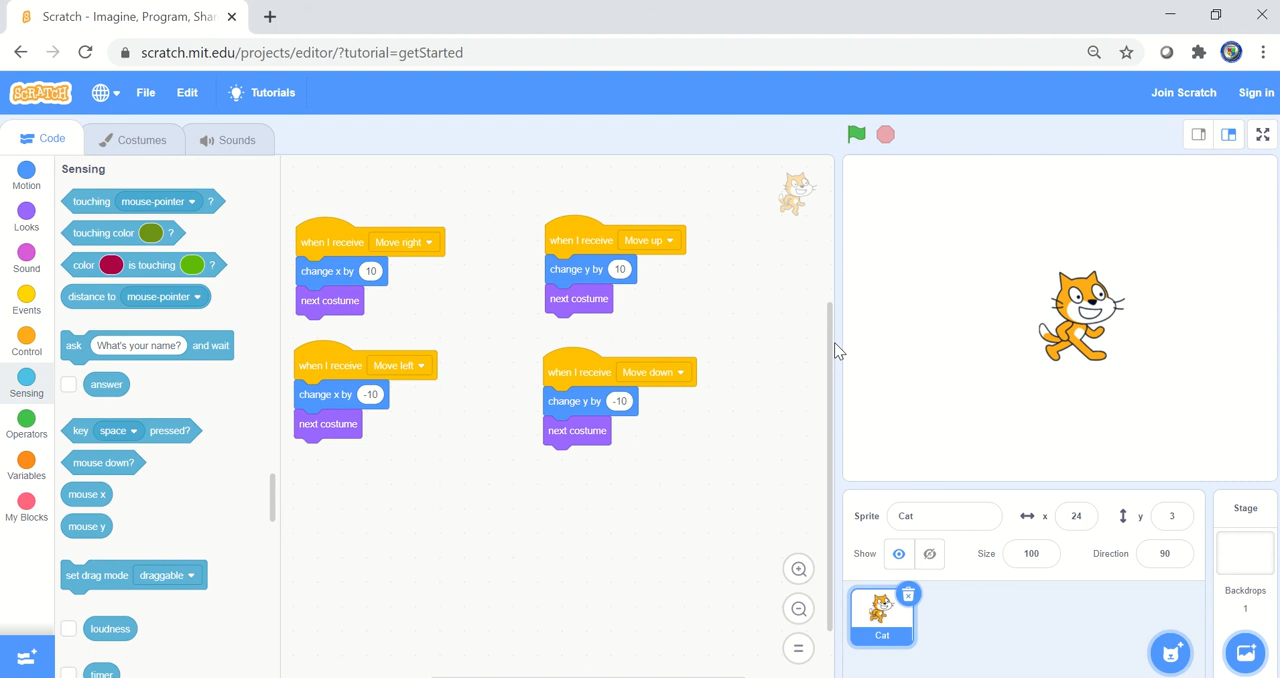 Scratch - Imagine, Program, Shar
scratch.mit.edu/projects/editor/?tutorial=getStarted
SCRATCH File Edit Tutorials Join Scratch Sign in
Code Costumes Sounds
Motion
Looks
Sound
Events
Control
Sensing
Operators
Variables
My Blocks
Sensing
touching mouse-pointer ?
touching color ?
color is touching ?
distance to mouse-pointer
ask What's your name? and wait
answer
key space pressed?
mouse down?
mouse x
mouse y
set drag mode draggable
loudness
timer
when I receive Move right
change x by 10
next costume
when I receive Move left
change x by -10
next costume
when I receive Move up
change y by 10
next costume
when I receive Move down
change y by -10
next costume
Sprite Cat x 24 y 3
Show Size 100 Direction 90
Cat
Stage
Backdrops
1